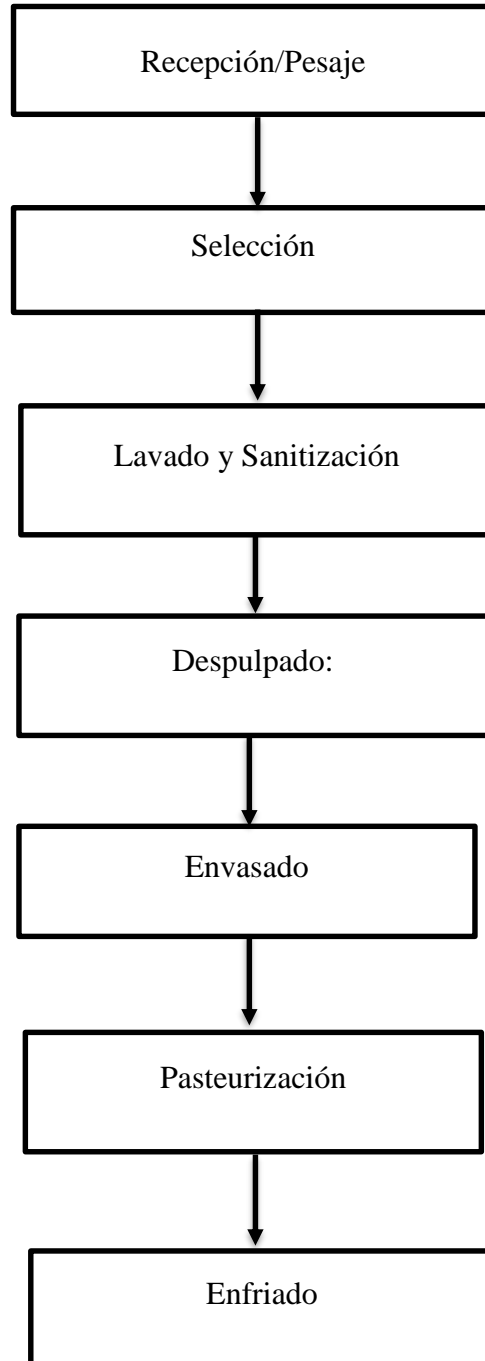 Recepción/Pesaje
Selección
Lavado y Sanitización
Despulpado:
Envasado
Pasteurización
Enfriado